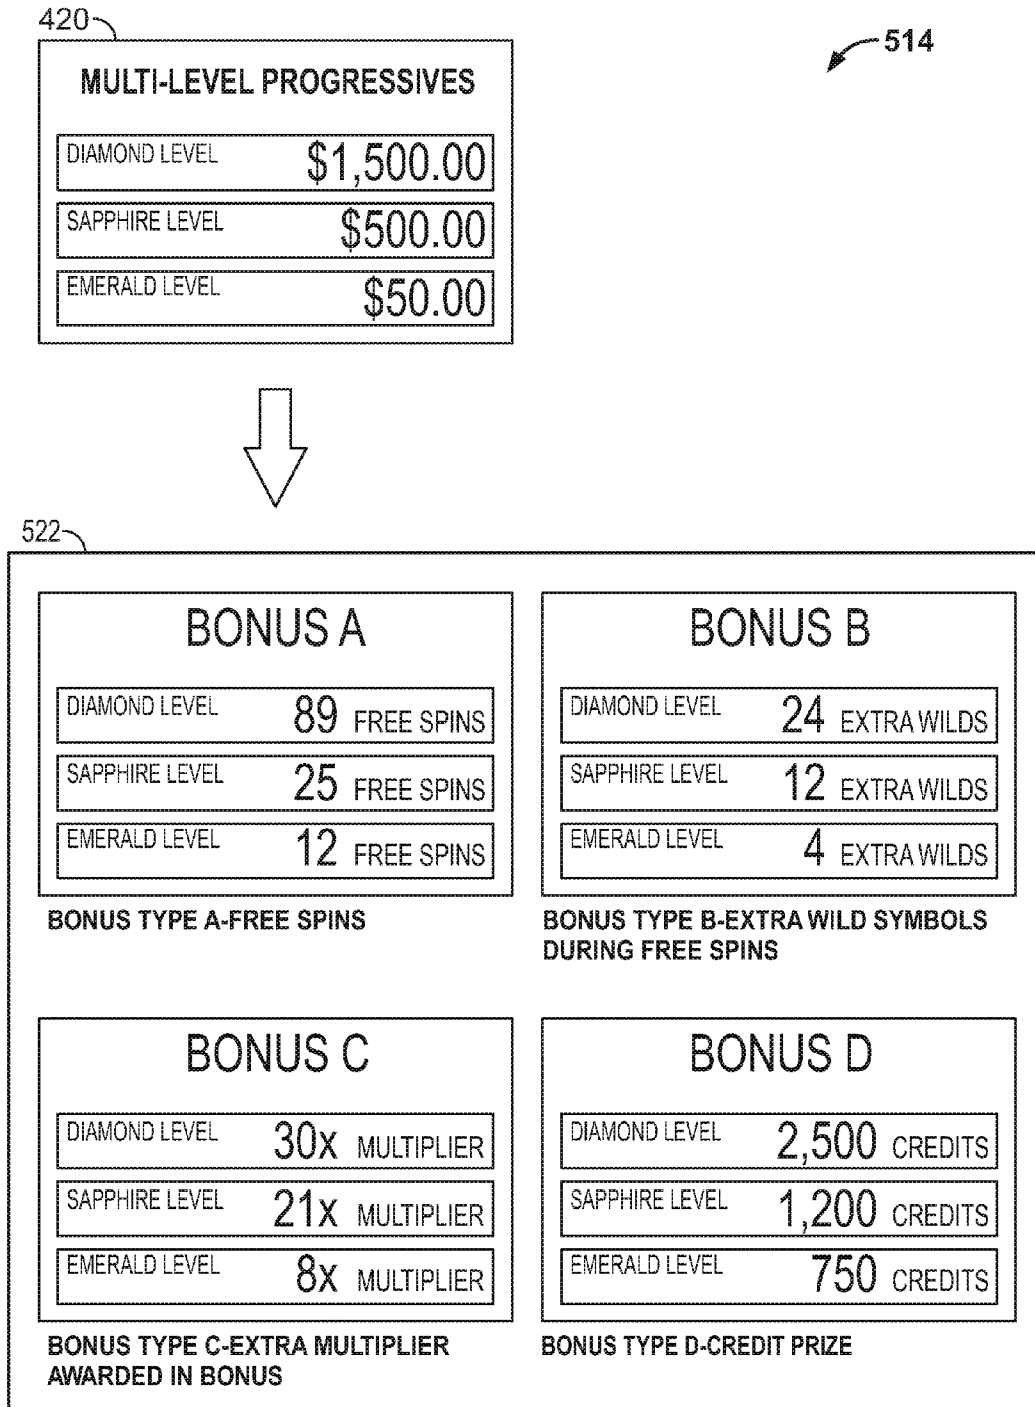 420
514
MULTI-LEVEL PROGRESSIVES
DIAMOND LEVEL $1,500.00
SAPPHIRE LEVEL $500.00
EMERALD LEVEL $50.00
522
BONUS A
DIAMOND LEVEL 89 FREE SPINS
SAPPHIRE LEVEL 25 FREE SPINS
EMERALD LEVEL 12 FREE SPINS
BONUS TYPE A-FREE SPINS
BONUS B
DIAMOND LEVEL 24 EXTRA WILDS
SAPPHIRE LEVEL 12 EXTRA WILDS
EMERALD LEVEL 4 EXTRA WILDS
BONUS TYPE B-EXTRA WILD SYMBOLS
DURING FREE SPINS
BONUS C
DIAMOND LEVEL 30x MULTIPLIER
SAPPHIRE LEVEL 21x MULTIPLIER
EMERALD LEVEL 8x MULTIPLIER
BONUS TYPE C-EXTRA MULTIPLIER
AWARDED IN BONUS
BONUS D
DIAMOND LEVEL 2,500 CREDITS
SAPPHIRE LEVEL 1,200 CREDITS
EMERALD LEVEL 750 CREDITS
BONUS TYPE D-CREDIT PRIZE